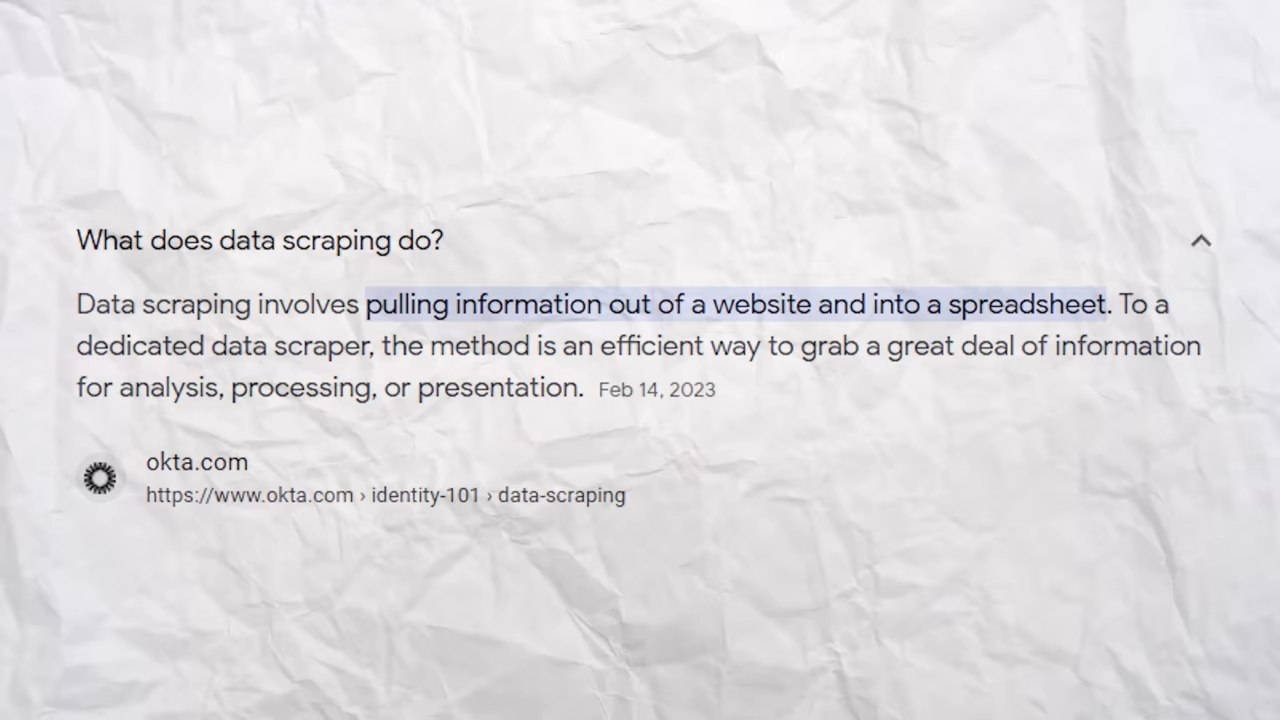 What does data scraping do?
Data scraping involves pulling information out of a website and into a spreadsheet. To a
dedicated data scraper, the method is an efficient way to grab a great deal of information
for analysis, processing, or presentation. Feb 14, 2023
okta.com
https://www.okta.com › identity-101 › data-scraping